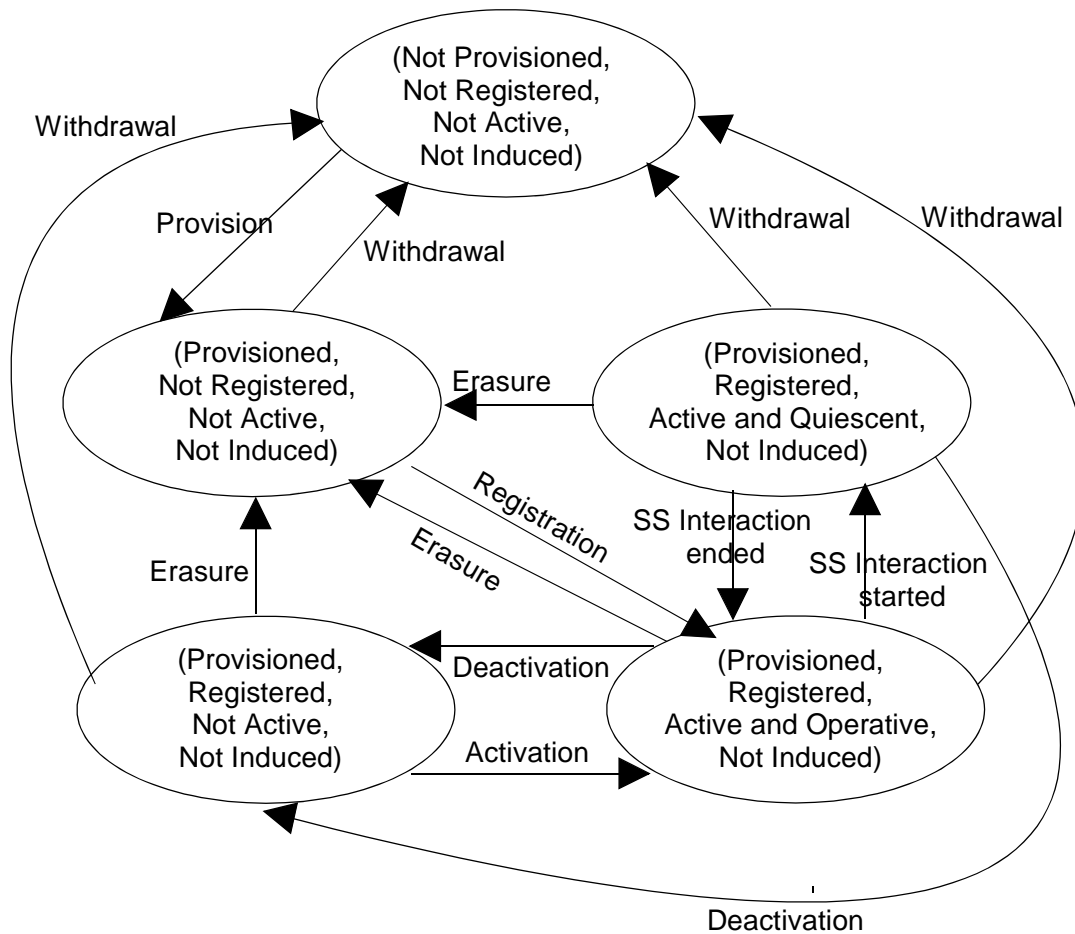 (Not Provisioned,
Not Registered,
Not Active,
Not Induced)
Withdrawal
Provision
Withdrawal
Withdrawal
Withdrawal
(Provisioned,
Not Registered,
Not Active,
Not Induced)
Erasure
(Provisioned,
Registered,
Active and Quiescent,
Not Induced)
Registration
Erasure
SS Interaction
ended
SS Interaction
started
Erasure
(Provisioned,
Registered,
Not Active,
Not Induced)
Deactivation
Activation
(Provisioned,
Registered,
Active and Operative,
Not Induced)
Deactivation